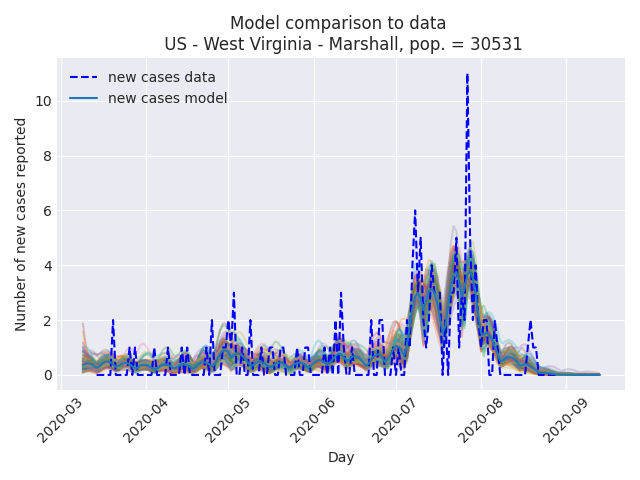 Model comparison to data
US - West Virginia - Marshall, pop. = 30531
new cases data
new cases model
Number of new cases reported
10
8
6
4
2
0
2020-03
2020-04
2020-05
2020-06
2020-07
2020-08
2020-09
Day